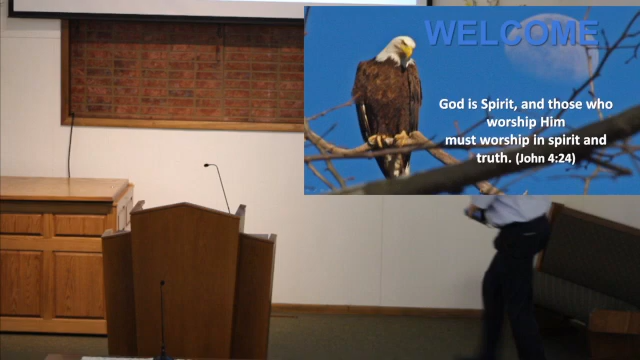 WELCOME
God is Spirit, and those who
worship Him
must worship in spirit and
truth. (John 4:24)